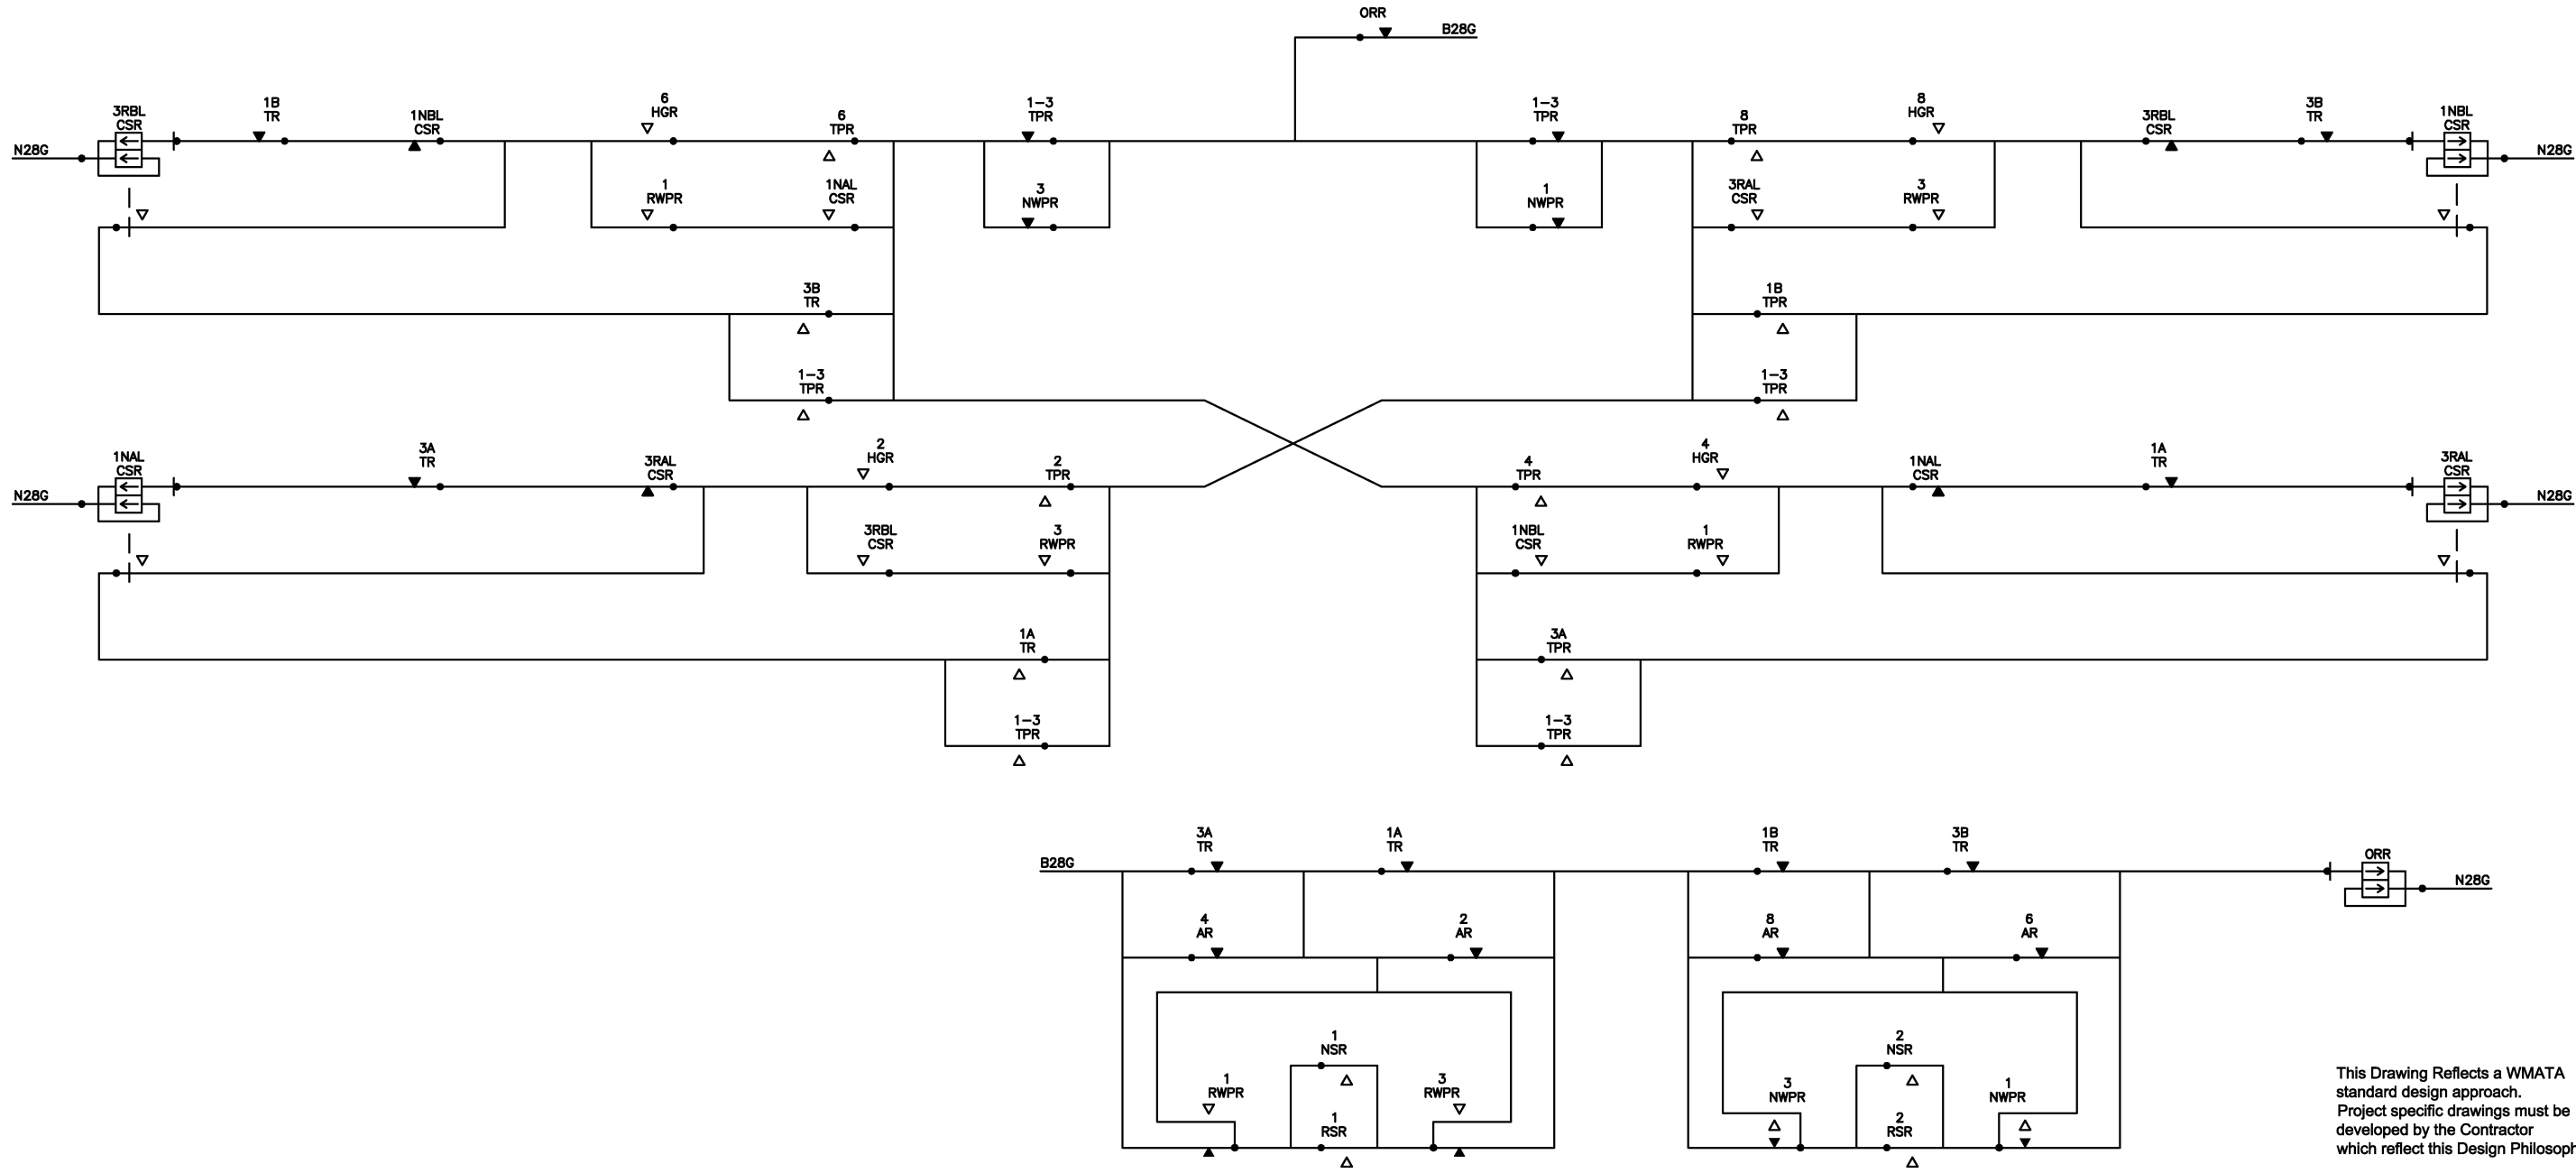 ORR
B28G
3RBL
CSR
1B
TR
1NBL
CSR
6
HGR
6
TPR
1-3
TPR
1-3
TPR
8
TPR
8
HGR
3RBL
CSR
3B
TR
1NBL
CSR
N28G
N28G
1
RWPR
1NAL
CSR
3
NWPR
1
NWPR
3RAL
CSR
3
RWPR
3B
TR
1B
TPR
1-3
TPR
1-3
TPR
1NAL
CSR
3A
TR
3RAL
CSR
2
HGR
2
TPR
4
TPR
4
HGR
1NAL
CSR
1A
TR
3RAL
CSR
N28G
N28G
3RBL
CSR
3
RWPR
1NBL
CSR
1
RWPR
1A
TR
3A
TPR
1-3
TPR
1-3
TPR
B28G
3A
TR
1A
TR
1B
TR
3B
TR
ORR
N28G
4
AR
2
AR
8
AR
6
AR
1
NSR
2
NSR
1
RWPR
3
RWPR
3
NWPR
1
NWPR
1
RSR
2
RSR
This Drawing Reflects a WMATA
standard design approach.
Project specific drawings must be
developed by the Contractor
which reflect this Design Philosoph